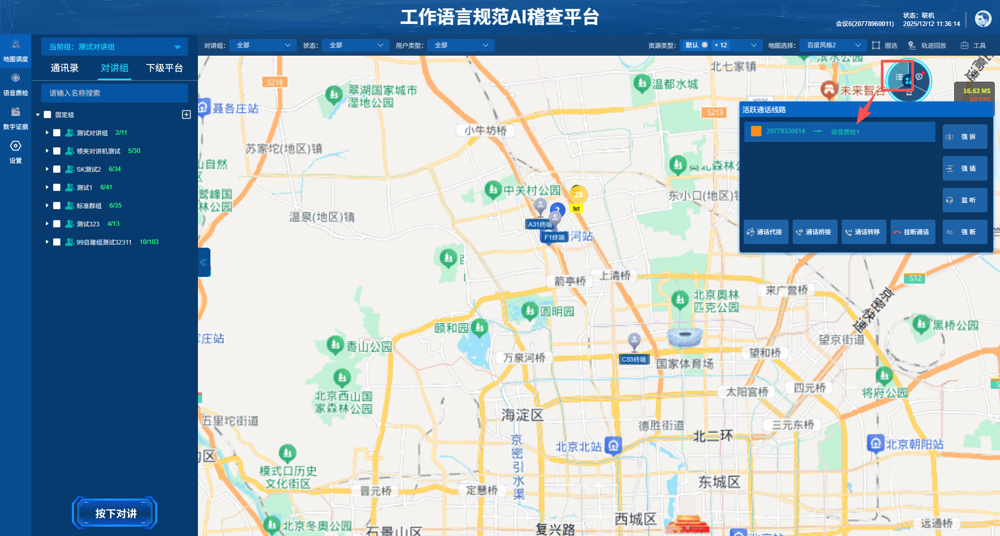 工作语言规范AI稽查平台
状态：联机
会议6(20778960011)
2025/12/12 11:36:14
地图调度
语音质检
数字证据
设置
当前组：测试对讲组
通讯录
对讲组
下级平台
请输入名称搜索
固定组
测试对讲组 2/11
领夹对讲机测试 5/30
SK测试2 6/34
测试1 6/41
标准群组 6/35
测试323 4/13
99自建组测试32311 10/103
按下对讲
对讲组： 全部
状态： 全部
用户类型： 全部
资源类型： 默认 + 12
地图选择： 百度风格2
圈选
轨迹回放
工具
16.62 MS
60 FPS
活跃通话线路
20779330014
语音质检1
强 拆
强 插
监 听
强 断
通话代接
通话桥接
通话转移
挂断通话
北七家镇
滨水公园
温都水城
未来智谷
S218
翠湖国家城市
湿地公园
聂各庄站
S213
小牛坊桥
苏家坨(地区)镇
山自然
奥北森林公
鹫峰国
林公园
中关村公园
25
tst
2
A31终端
F1终端
清河站
东小口(地区)镇
温泉(地区)镇
箭亭桥
上清桥
S12
来广营桥
京密快速
北京奥林
匹克公园
圆明园
颐和园
香山公园
黑桥公园
望京街道
C53终端
万泉河桥
国家体育场
望和桥
北京西山国
家森林公园
太阳宫桥
四元桥
将府公园
海淀区
五里坨街道
德胜街道
北二环
三元东桥
京密引水渠
北京北站
北京朝阳站
模式口历史
文化街区
晋元桥
定慧桥
东城区
西城区
北京冬奥公园
石景山区
复兴路
远通桥
北京站